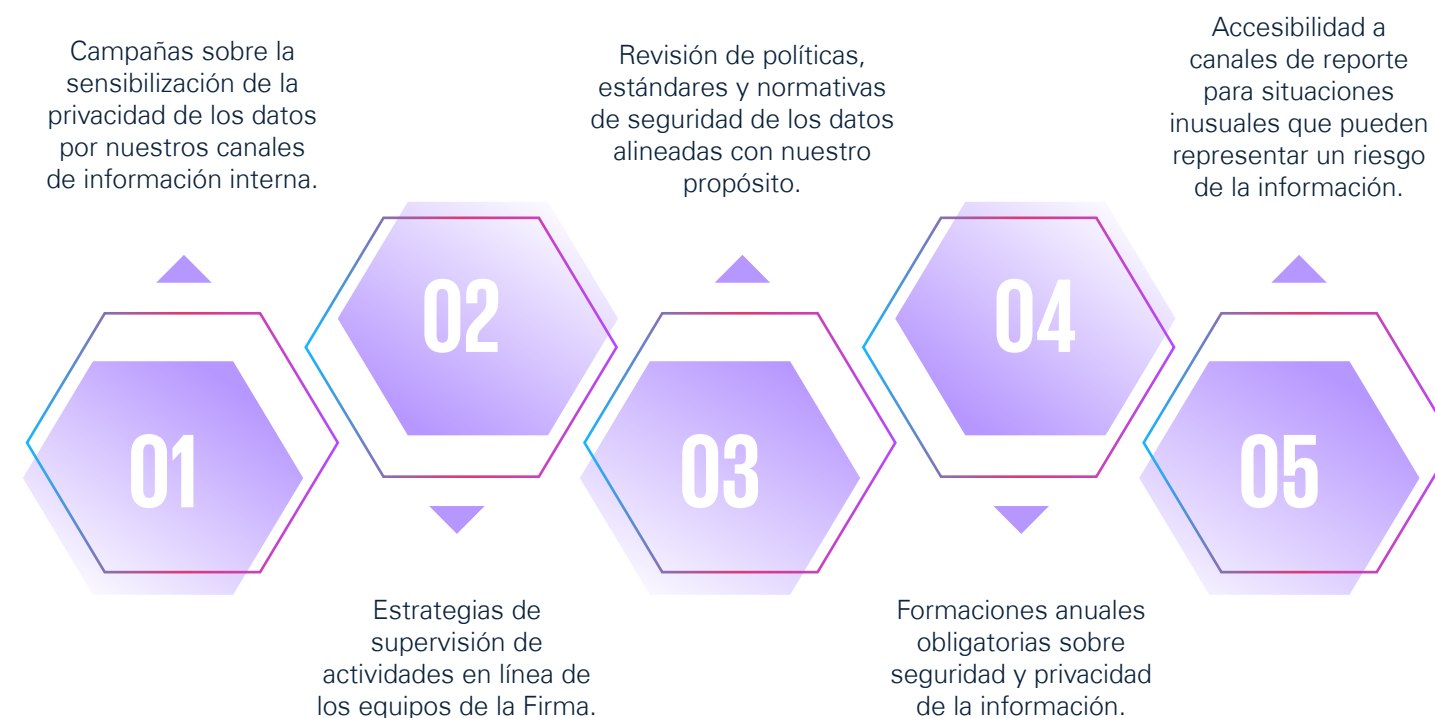 01
Campañas sobre la
sensibilización de la
privacidad de los datos
por nuestros canales
de información interna.
02
Estrategias de
supervisión de
actividades en línea de
los equipos de la Firma.
03
Revisión de políticas,
estándares y normativas
de seguridad de los datos
alineadas con nuestro
propósito.
04
Formaciones anuales
obligatorias sobre
seguridad y privacidad
de la información.
05
Accesibilidad a
canales de reporte
para situaciones
inusuales que pueden
representar un riesgo
de la información.